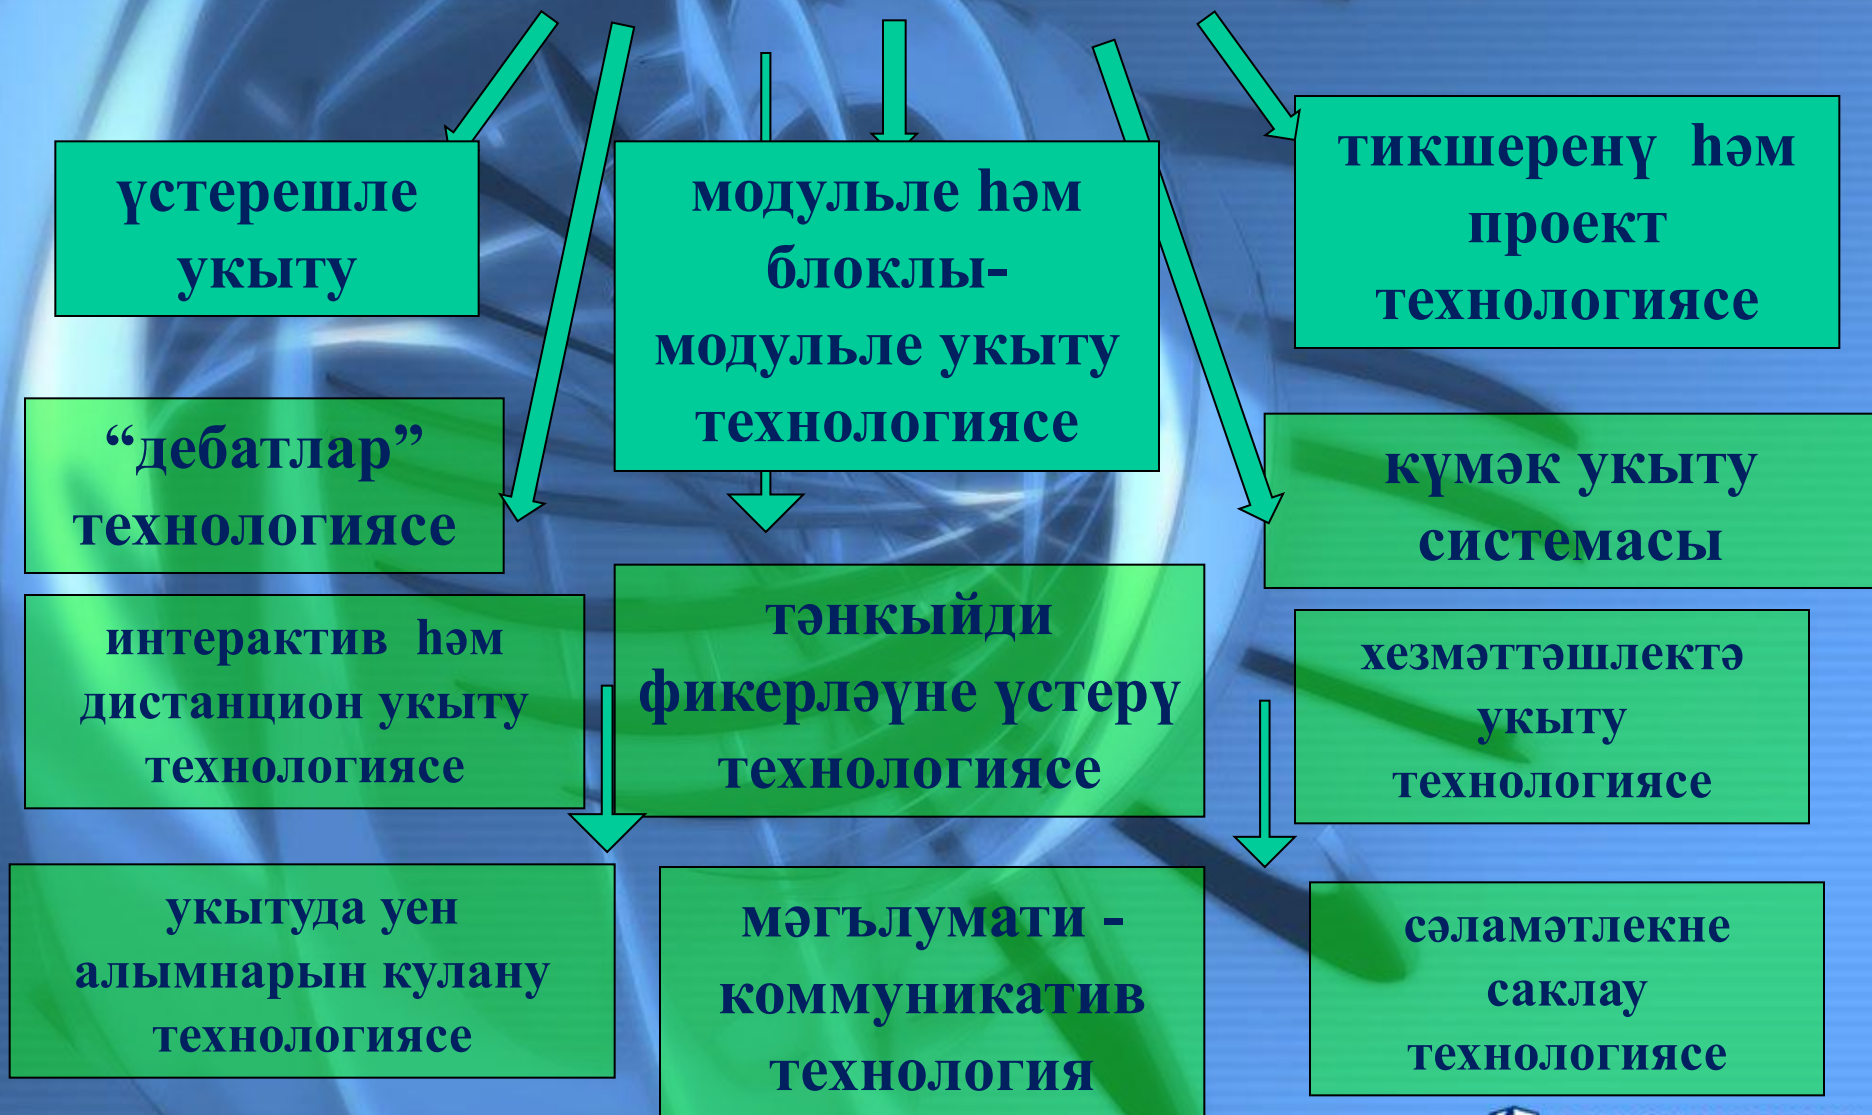 үстерешле
укыту
модульле һәм
блоклы-
модульле укыту
технологиясе
тикшеренү һәм
проект
технологиясе
“дебатлар”
технологиясе
күмәк укыту
системасы
интерактив һәм
дистанцион укыту
технологиясе
тәнкыйди
фикерләүне үстерү
технологиясе
хезмәттәшлектә
укыту
технологиясе
укытуда уен
алымнарын кулану
технологиясе
мәгълумати -
коммуникатив
технология
сәламәтлекне
саклау
технологиясе